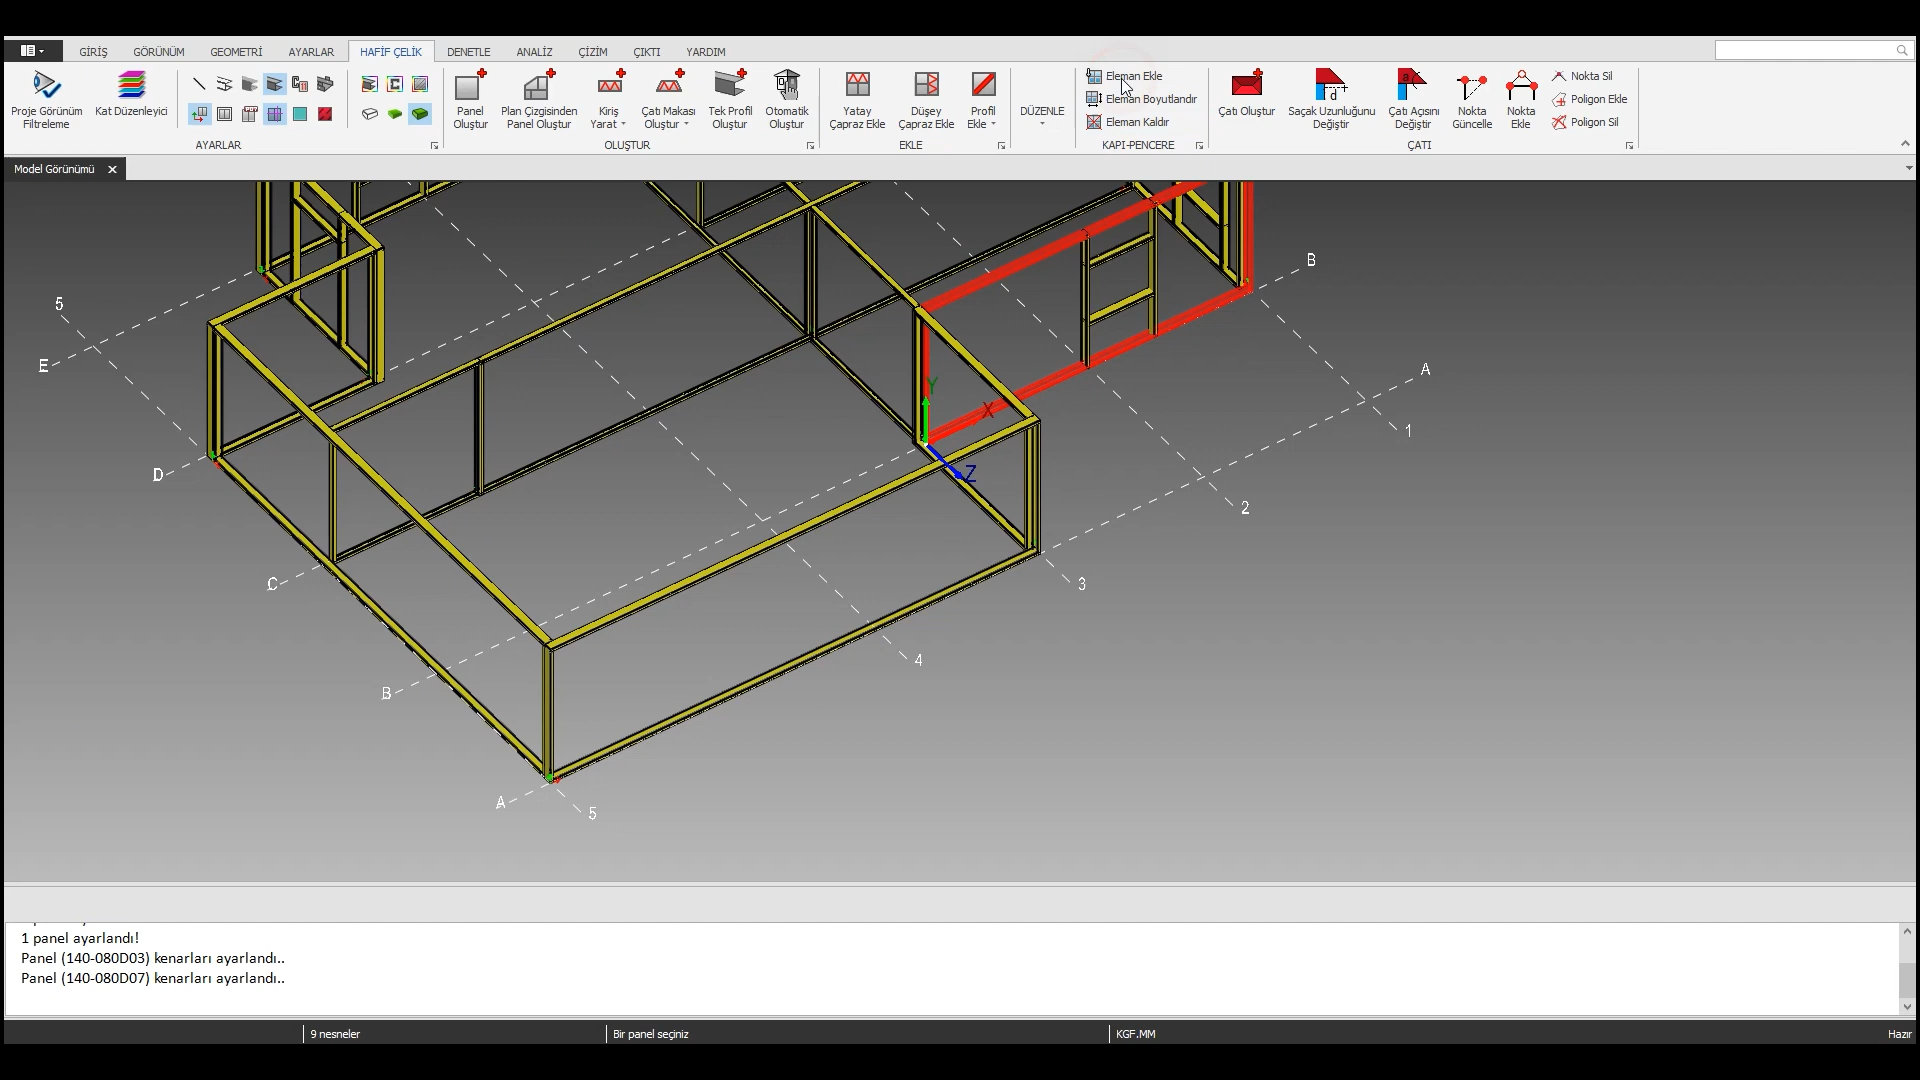 GİRİŞ GÖRÜNÜM GEOMETRİ AYARLAR HAFİF ÇELİK DENETLE ANALİZ ÇİZİM ÇIKTI YARDIM
Proje Görünüm
Filtreleme
Kat Düzenleyici
AYARLAR
Panel
Oluştur
Plan Çizgisinden
Panel Oluştur
Kiriş
Yarat
Çatı Makası
Oluştur
Tek Profil
Oluştur
Otomatik
Oluştur
OLUŞTUR
Yatay
Çapraz Ekle
Düşey
Çapraz Ekle
Profil
Ekle
EKLE
DÜZENLE
Eleman Ekle
Eleman Boyutlandır
Eleman Kaldır
KAPI-PENCERE
Çatı Oluştur
Saçak Uzunluğunu
Değiştir
d
Çatı Açısını
Değiştir
a
Nokta
Güncelle
Nokta
Ekle
Nokta Sil
Poligon Ekle
Poligon Sil
ÇATI
Model Görünümü
B
5
E
A
Y
X
1
D
Z
2
C
3
4
B
A
5
1 panel ayarlandı!
Panel (140-080D03) kenarları ayarlandı..
Panel (140-080D07) kenarları ayarlandı..
9 nesneler
Bir panel seçiniz
KGF.MM
Hazır